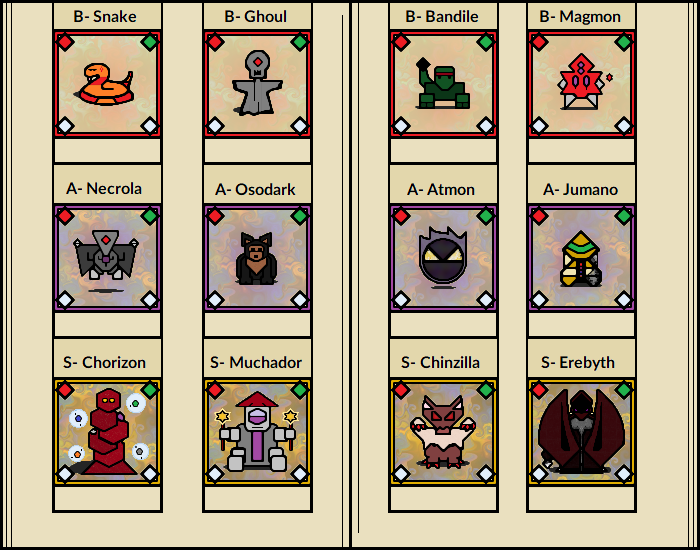 B- Snake
B- Ghoul
B- Bandile
B- Magmon
A- Necrola
A- Osodark
A- Atmon
A- Jumano
S- Chorizon
S- Muchador
S- Chinzilla
S- Erebyth